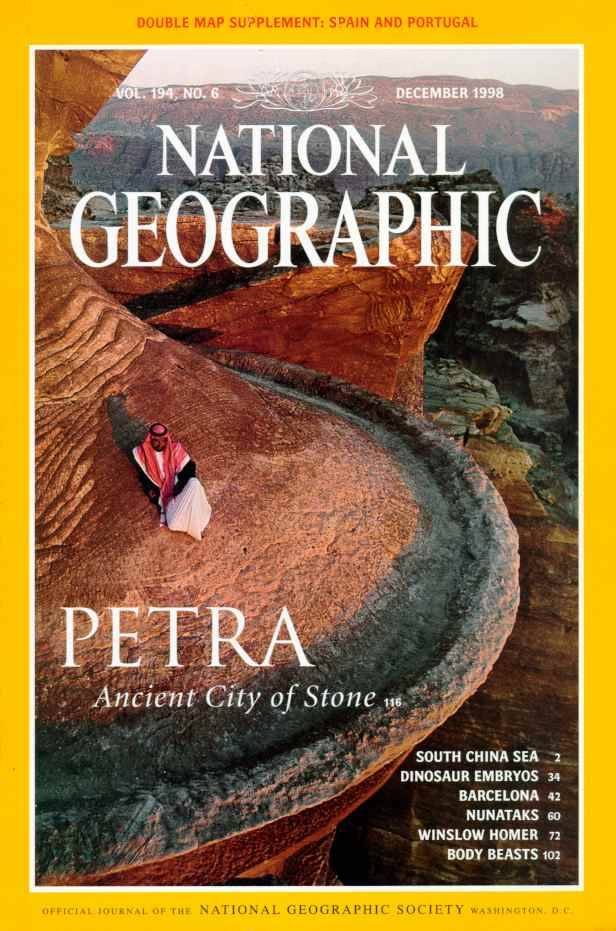 DOUBLE MAP SUPPLEMENT: SPAIN AND PORTUGAL
VOL. 194, NO. 6
DECEMBER 1998
NATIONAL
GEOGRAPHIC
PETRA
Ancient City of Stone 116
SOUTH CHINA SEA 2
DINOSAUR EMBRYOS 34
BARCELONA 42
NUNATAKS 60
WINSLOW HOMER 72
BODY BEASTS 102
OFFICIAL JOURNAL OF THE NATIONAL GEOGRAPHIC SOCIETY WASHINGTON, D.C.